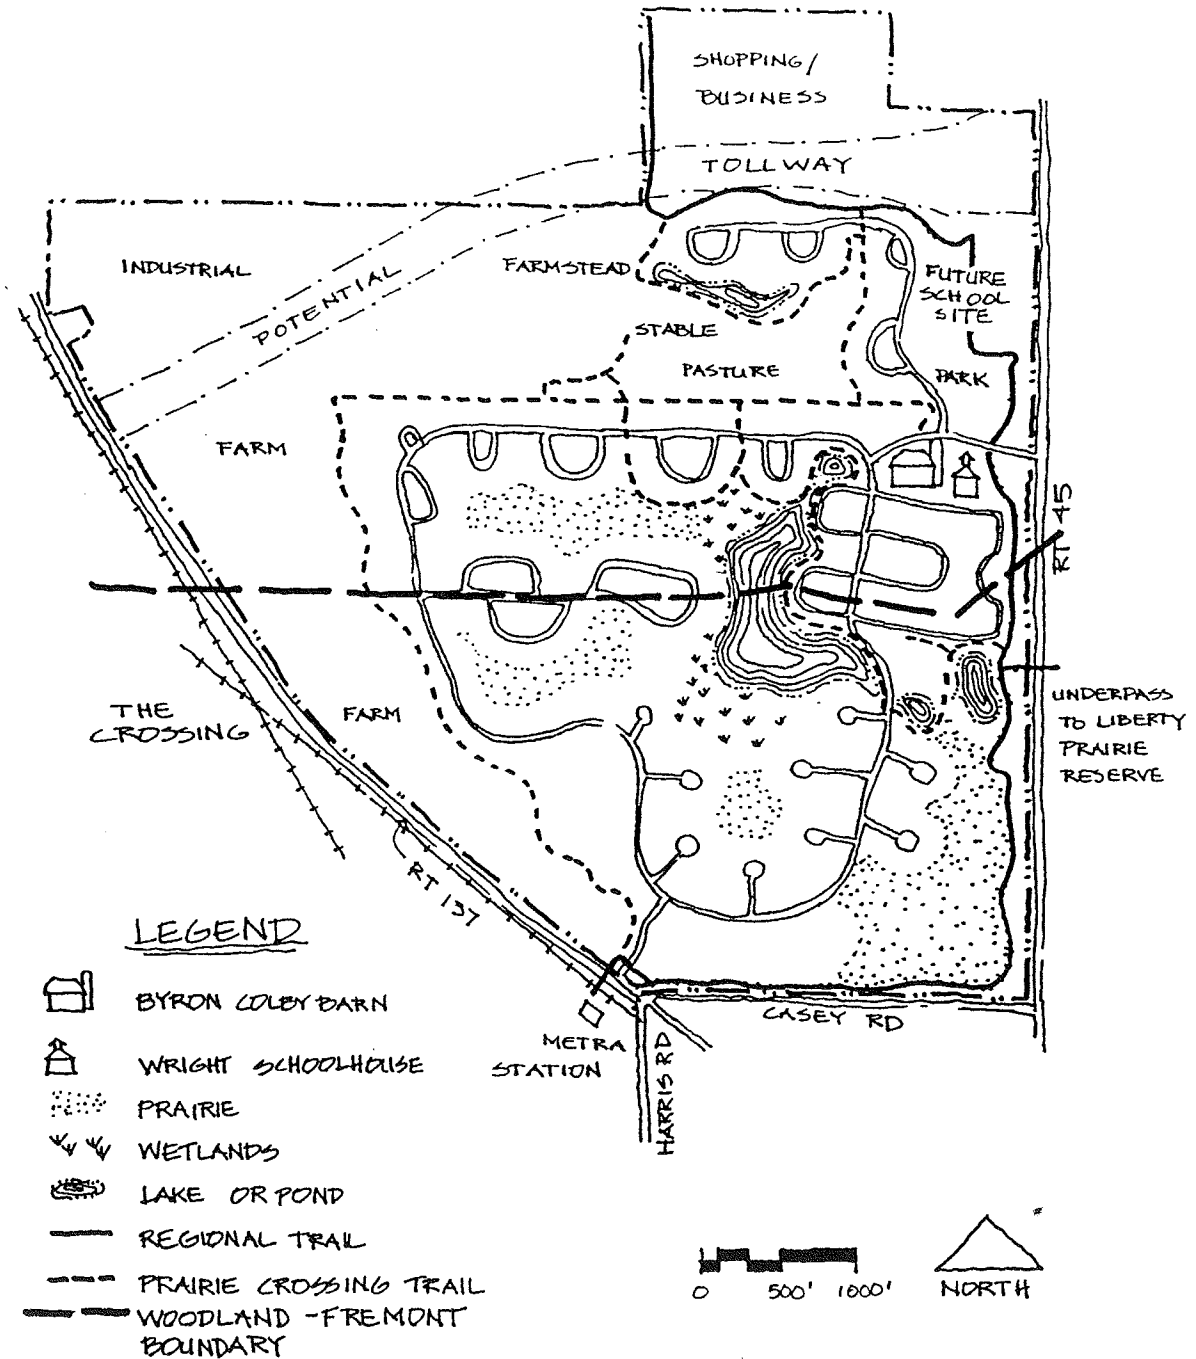 SHOPPING/
BUSINESS
TOLLWAY
INDUSTRIAL
POTENTIAL
FARMSTEAD
FUTURE
SCHOOL
SITE
STABLE
PASTURE
PARK
FARM
RT 45
THE
CROSSING
FARM
UNDERPASS
TO LIBERTY
PRAIRIE
RESERVE
RT 137
CASEY RD
METRA
STATION
HARRIS RD
LEGEND
BYRON COLBY BARN
WRIGHT SCHOOLHOUSE
PRAIRIE
WETLANDS
LAKE OR POND
REGIONAL TRAIL
PRAIRIE CROSSING TRAIL
WOODLAND-FREMONT
BOUNDARY
0 500' 1000'
NORTH